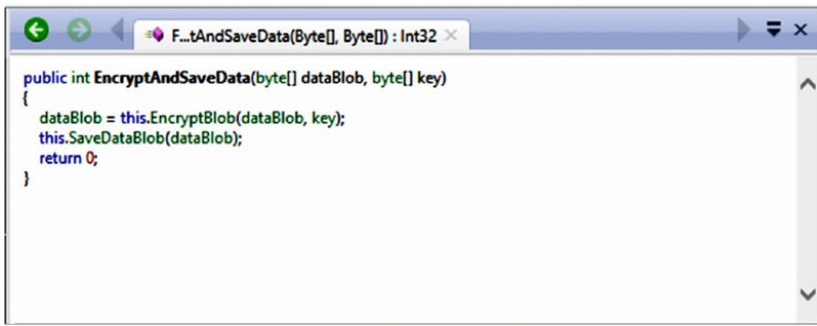 F...tAndSaveData(Byte[], Byte[]) : Int32
public int EncryptAndSaveData(byte[] dataBlob, byte[] key)
{
dataBlob = this.EncryptBlob(dataBlob, key);
this.SaveDataBlob(dataBlob);
return 0;
}